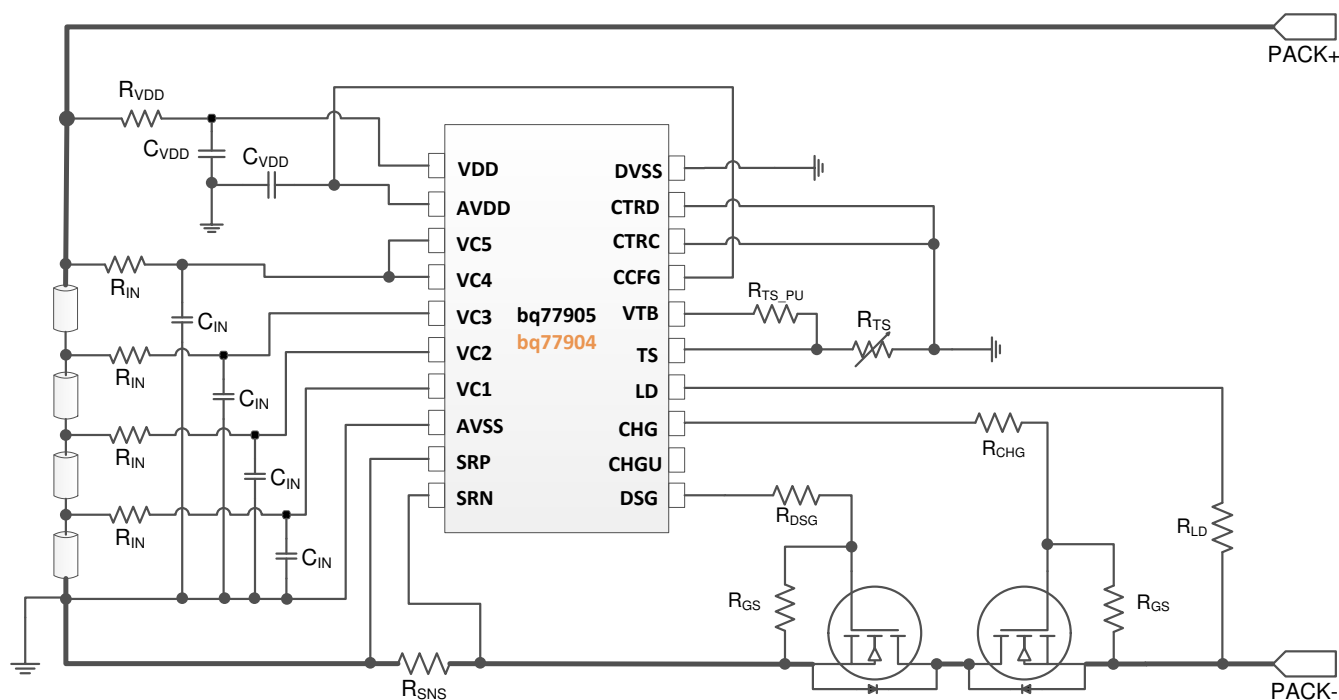 PACK+
RVDD
CVDD
CVDD
VDD
AVDD
VC5
VC4
VC3
VC2
VC1
AVSS
SRP
SRN
bq77905
bq77904
DVSS
CTRD
CTRC
CCFG
VTB
TS
LD
CHG
CHGU
DSG
RIN
RIN
RIN
RIN
CIN
CIN
CIN
CIN
RTS_PU
RTS
RCHG
RDSG
RLD
RGS
RGS
RSNS
PACK-